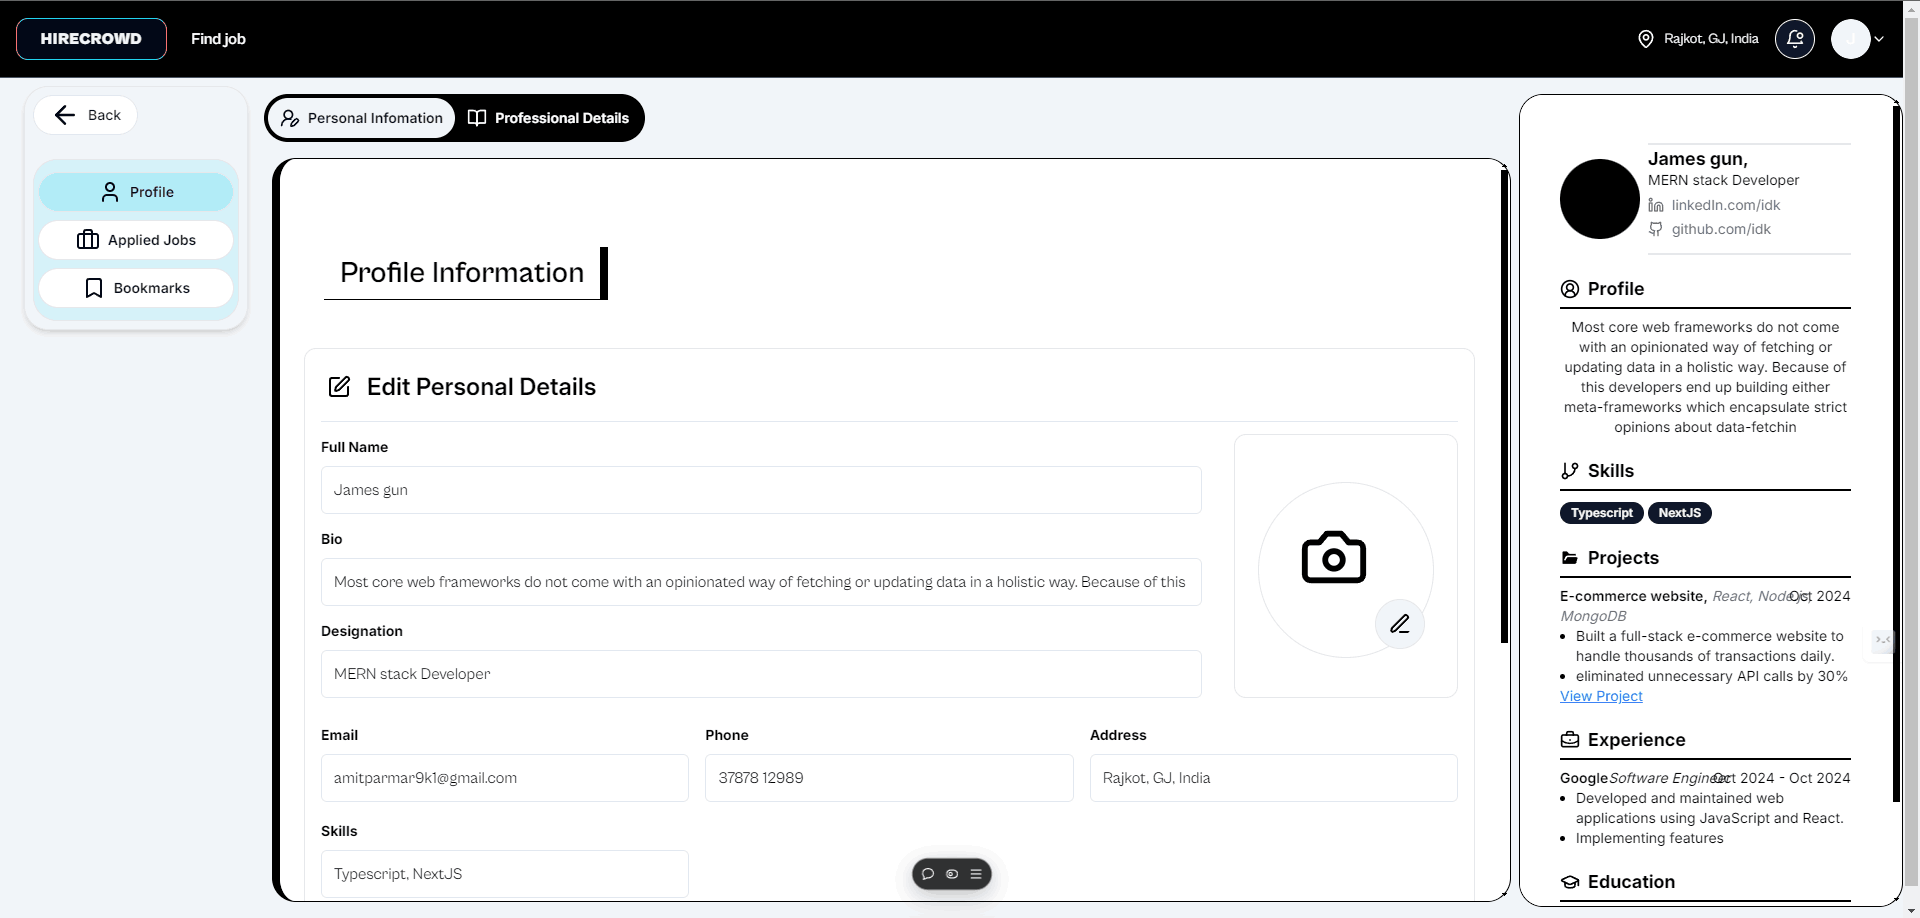 HIRECROWD
Find job
Rajkot, GJ, India
J
Back
Profile
Applied Jobs
Bookmarks
Personal Infomation
Professional Details
Profile Information
Edit Personal Details
Full Name
James gun
Bio
Most core web frameworks do not come with an opinionated way of fetching or updating data in a holistic way. Because of this
Designation
MERN stack Developer
Email
Phone
Address
amitparmar9k1@gmail.com
37878 12989
Rajkot, GJ, India
Skills
Typescript, NextJS
James gun,
MERN stack Developer
linkedIn.com/idk
github.com/idk
Profile
Most core web frameworks do not come
with an opinionated way of fetching or
updating data in a holistic way. Because of
this developers end up building either
meta-frameworks which encapsulate strict
opinions about data-fetchin
Skills
Typescript
NextJS
Projects
E-commerce website, React, Node.js, Oct 2024
MongoDB
Built a full-stack e-commerce website to
handle thousands of transactions daily.
eliminated unnecessary API calls by 30%
View Project
Experience
Google Software Engineer Oct 2024 - Oct 2024
Developed and maintained web
applications using JavaScript and React.
Implementing features
Education